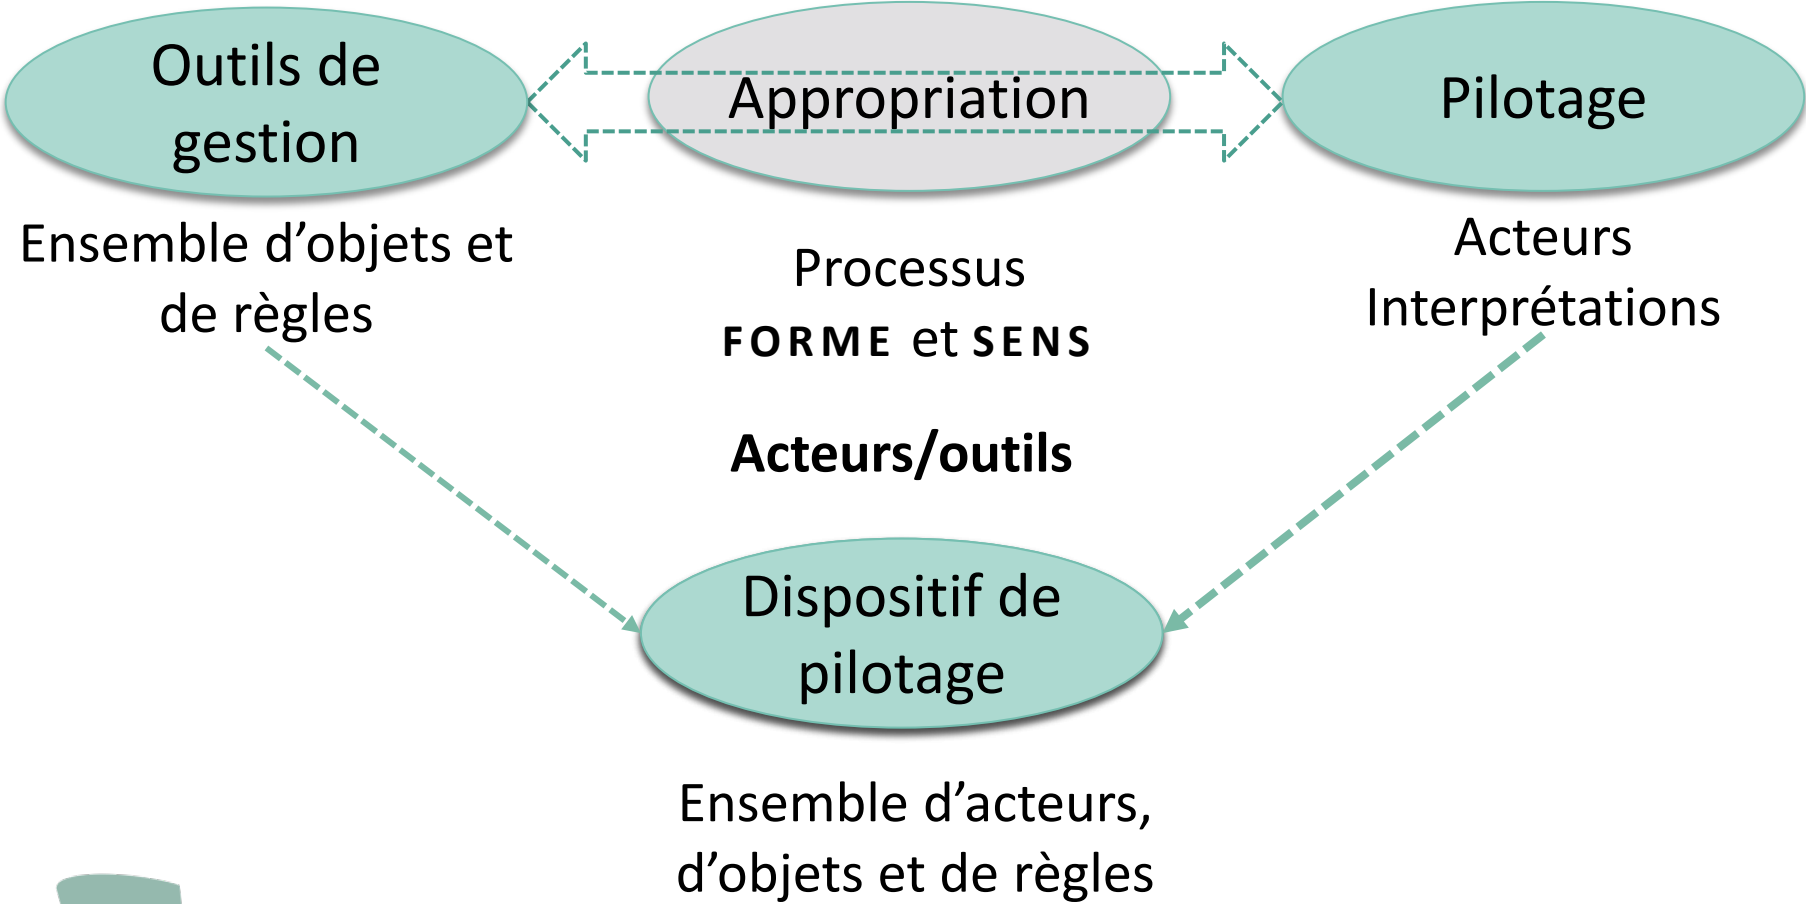 Outils de
gestion
Appropriation
Pilotage
Ensemble d’objets et
de règles
Processus
FORME et SENS
Acteurs/outils
Acteurs
Interprétations
Dispositif de
pilotage
Ensemble d’acteurs,
d’objets et de règles